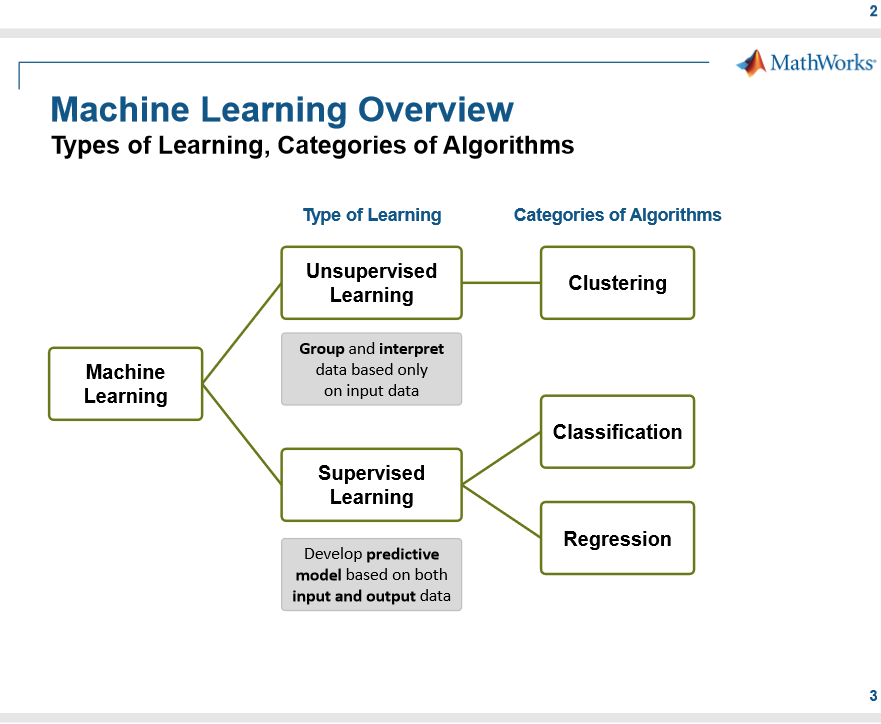 2
MathWorks®
Machine Learning Overview
Types of Learning, Categories of Algorithms
Type of Learning
Categories of Algorithms
Machine
Learning
Unsupervised
Learning
Group and interpret
data based only
on input data
Clustering
Supervised
Learning
Develop predictive
model based on both
input and output data
Classification
Regression
3